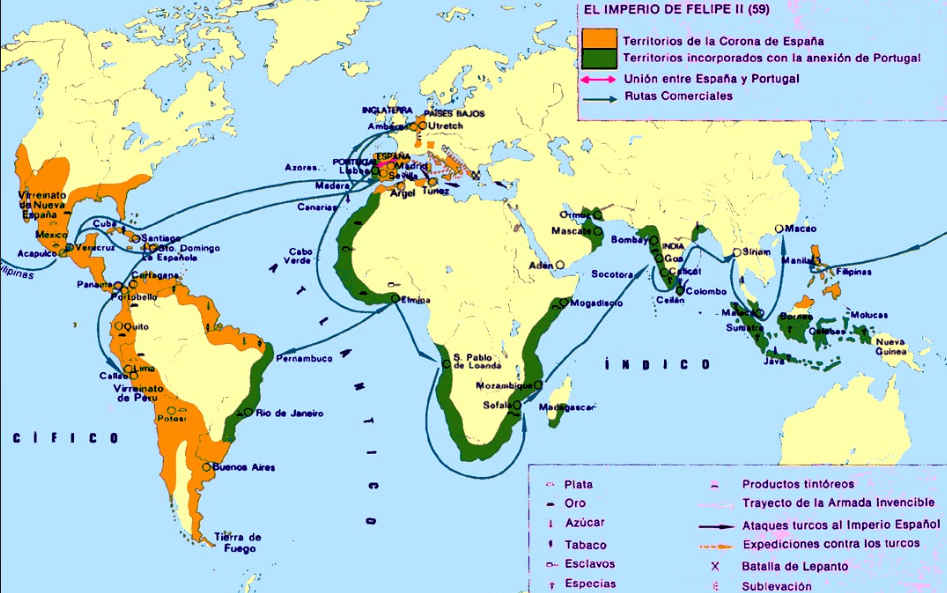 EL IMPERIO DE FELIPE II (59)
Territorios de la Corona de España
Territorios incorporados con la anexión de Portugal
Unión entre España y Portugal
Rutas Comerciales
INGLATERRA
PAÍSES BAJOS
Amberes
Utretch
PORTUGAL
ESPAÑA
Madrid
Lisboa
Sevilla
Azores
Madera
Argel
Túnez
Canarias
Virreinato
de Nueva
España
México
Acapulco
Veracruz
Cuba
Santiago
Sto. Domingo
La Española
Filipinas
Cabo
Verde
Panamá
Cartagena
Portobello
Elmina
Quito
Lima
Callao
Virreinato
de Peru
Potosí
Pernambuco
Rio de Janeiro
Buenos Aires
Tierra de
Fuego
CÍFICO
ATLANTICO
S. Pablo
de Loanda
Mozambique
Sofala
Madagascar
Mogadiscio
Adén
Socotora
Ormuz
Mascate
Bombay
INDIA
Goa
Calicut
Ceilán
Colombo
Siriam
Macao
Manila
Filipinas
Malaca
Sumatra
Borneo
Célebes
Molucas
Java
Nueva
Guinea
ÍNDICO
Plata
Oro
Azúcar
Tabaco
Esclavos
Especias
Productos tintóreos
Trayecto de la Armada Invencible
Ataques turcos al Imperio Español
Expediciones contra los turcos
Batalla de Lepanto
Sublevación